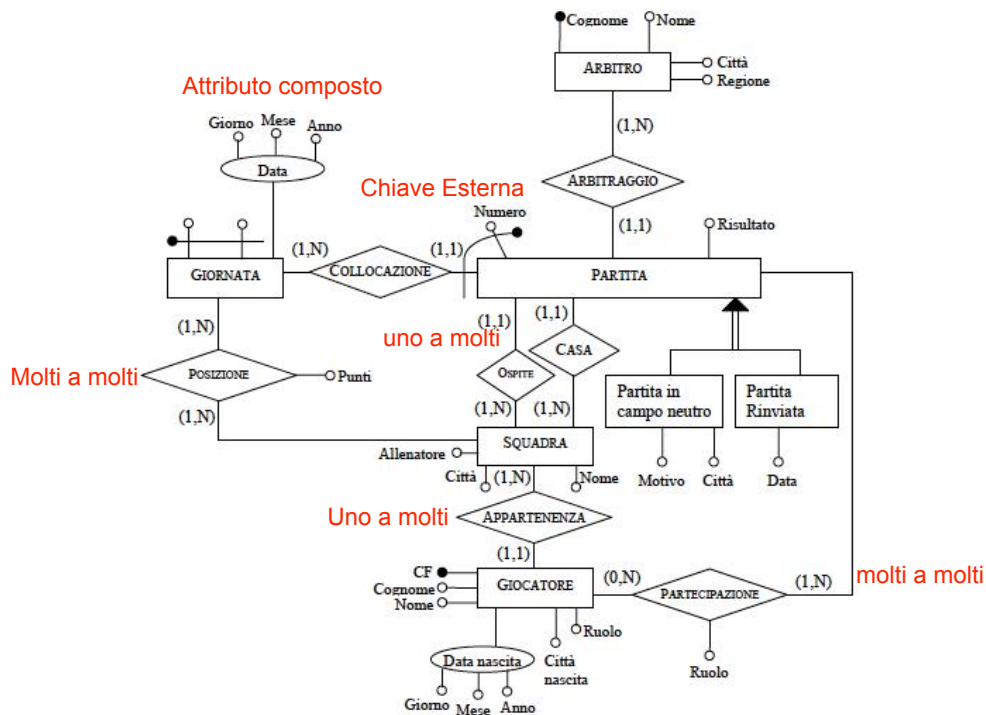 Cognome
Nome
ARBITRO
Città
Regione
Attributo composto
Giorno
Mese
Anno
Data
(1,N)
ARBITRAGGIO
Chiave Esterna
Numero
(1,1)
Risultato
(1,N)
(1,1)
GIORNATA
COLLOCAZIONE
PARTITA
(1,N)
(1,1)
(1,1)
uno a molti
CASA
Molti a molti
POSIZIONE
Punti
OSPITE
Partita in
campo neutro
Partita
Rinviata
(1,N)
(1,N)
(1,N)
SQUADRA
Allenatore
Città
(1,N)
Nome
Motivo
Città
Data
Uno a molti
APPARTENENZA
(1,1)
CF
Cognome
Nome
GIOCATORE
(0,N)
PARTECIPAZIONE
(1,N)
molti a molti
Ruolo
Data nascita
Città
nascita
Ruolo
Giorno
Mese
Anno